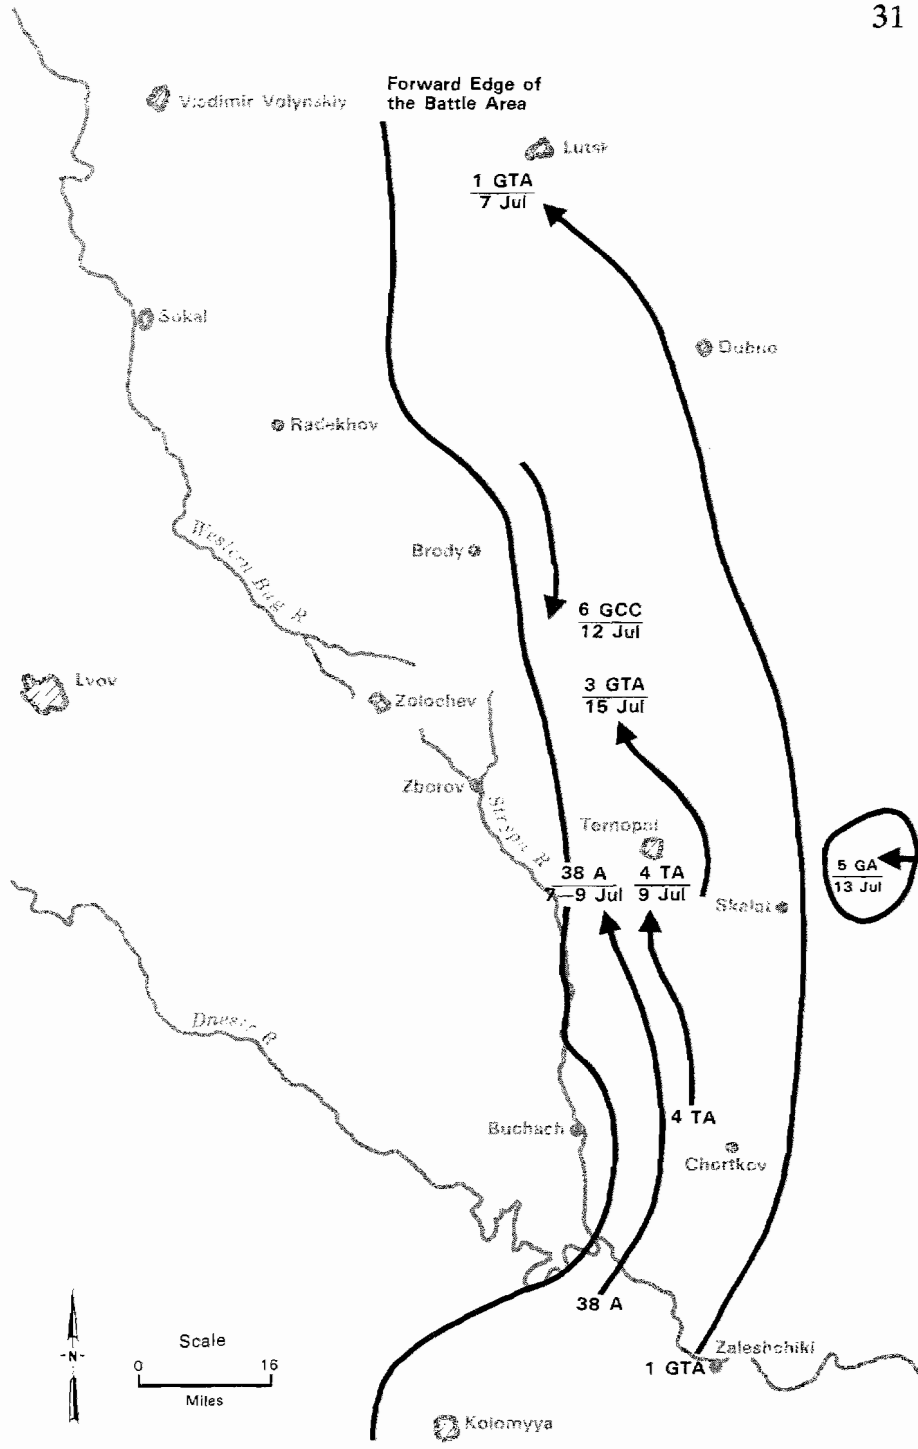 31
Forward Edge of
the Battle Area
Vladimir Volynskiy
Lutsk
1 GTA
7 Jul
Sokal
Dubno
Radekhov
Western Bug R
Brody
6 GCC
12 Jul
Lvov
3 GTA
15 Jul
Zolochev
Zborov
Strypa R
Ternopol
38 A
7–9 Jul
4 TA
9 Jul
5 GA
13 Jul
Skalat
Dnestr R
4 TA
Buchach
Chortkov
38 A
Scale
-N-
0 16
Miles
Zaleshchiki
1 GTA
Kolomyya